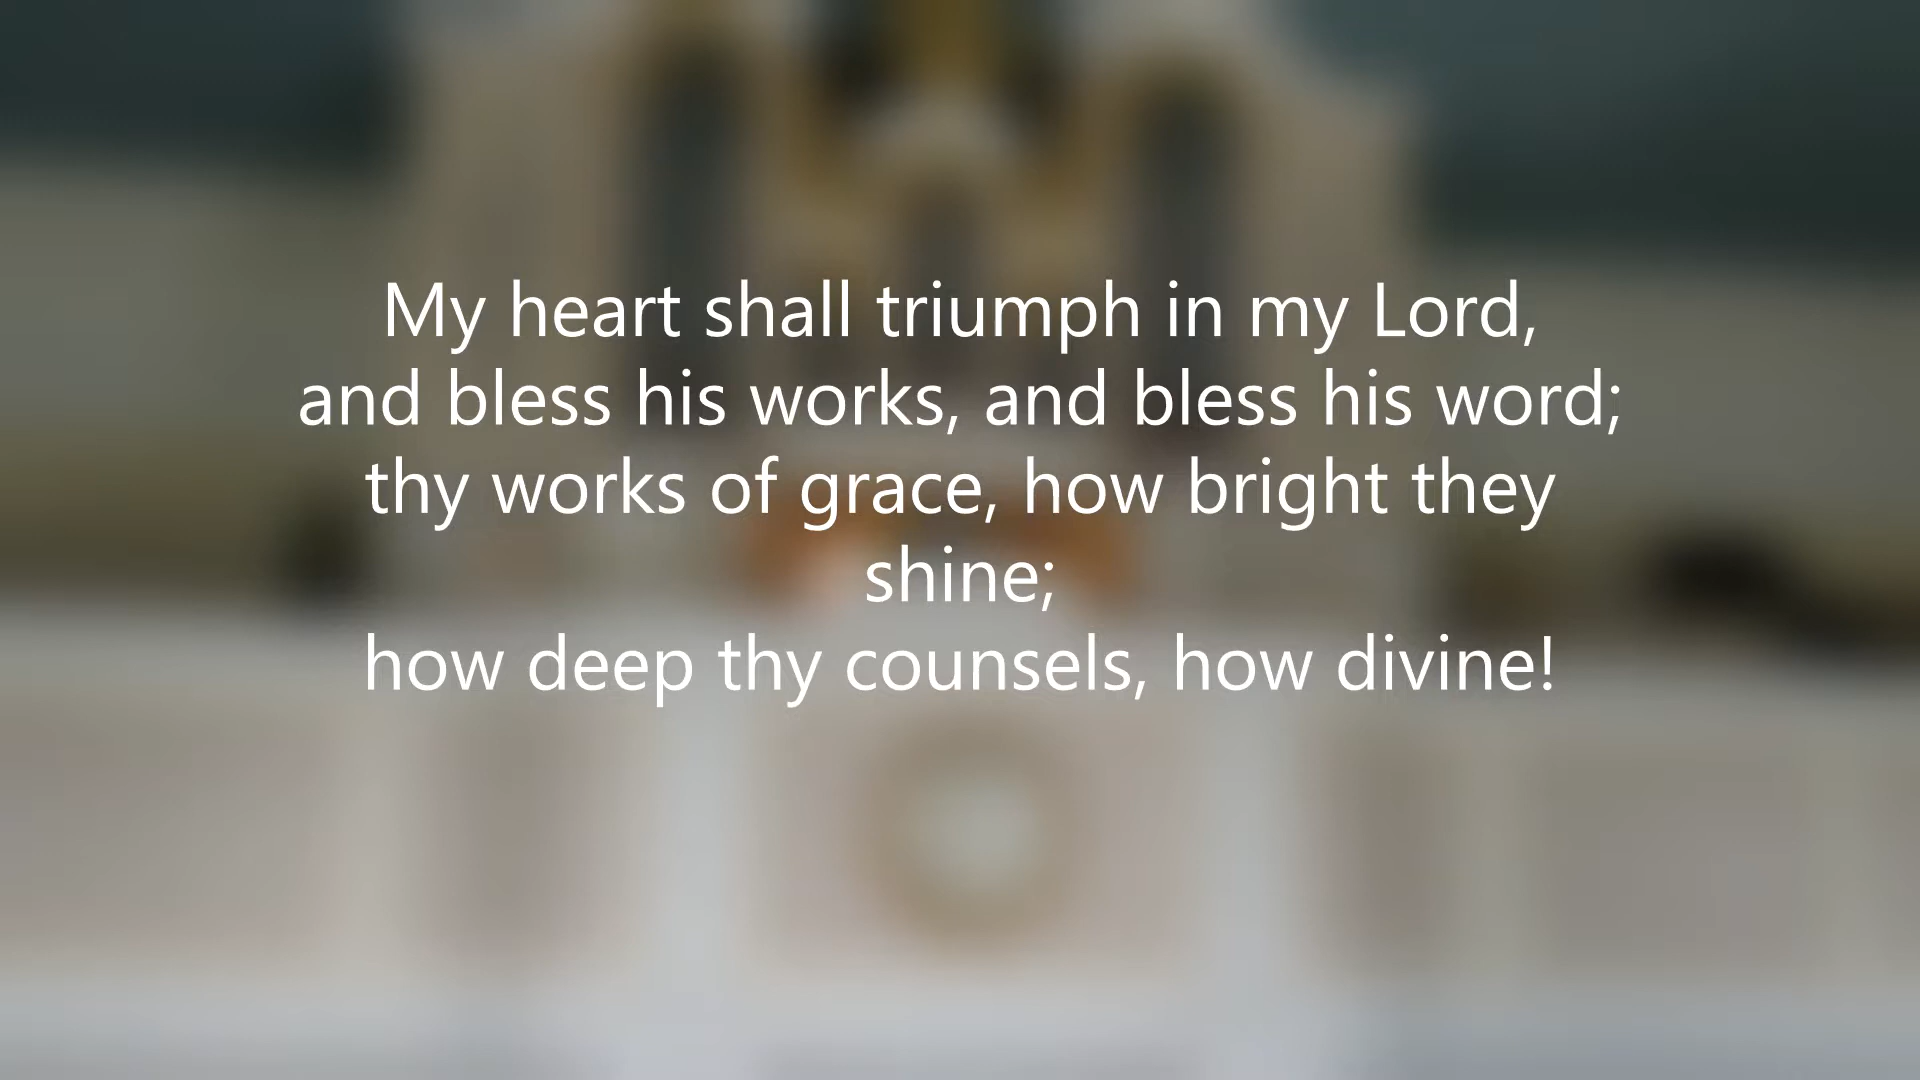 My heart shall triumph in my Lord,
and bless his works, and bless his word;
thy works of grace, how bright they
shine;
how deep thy counsels, how divine!